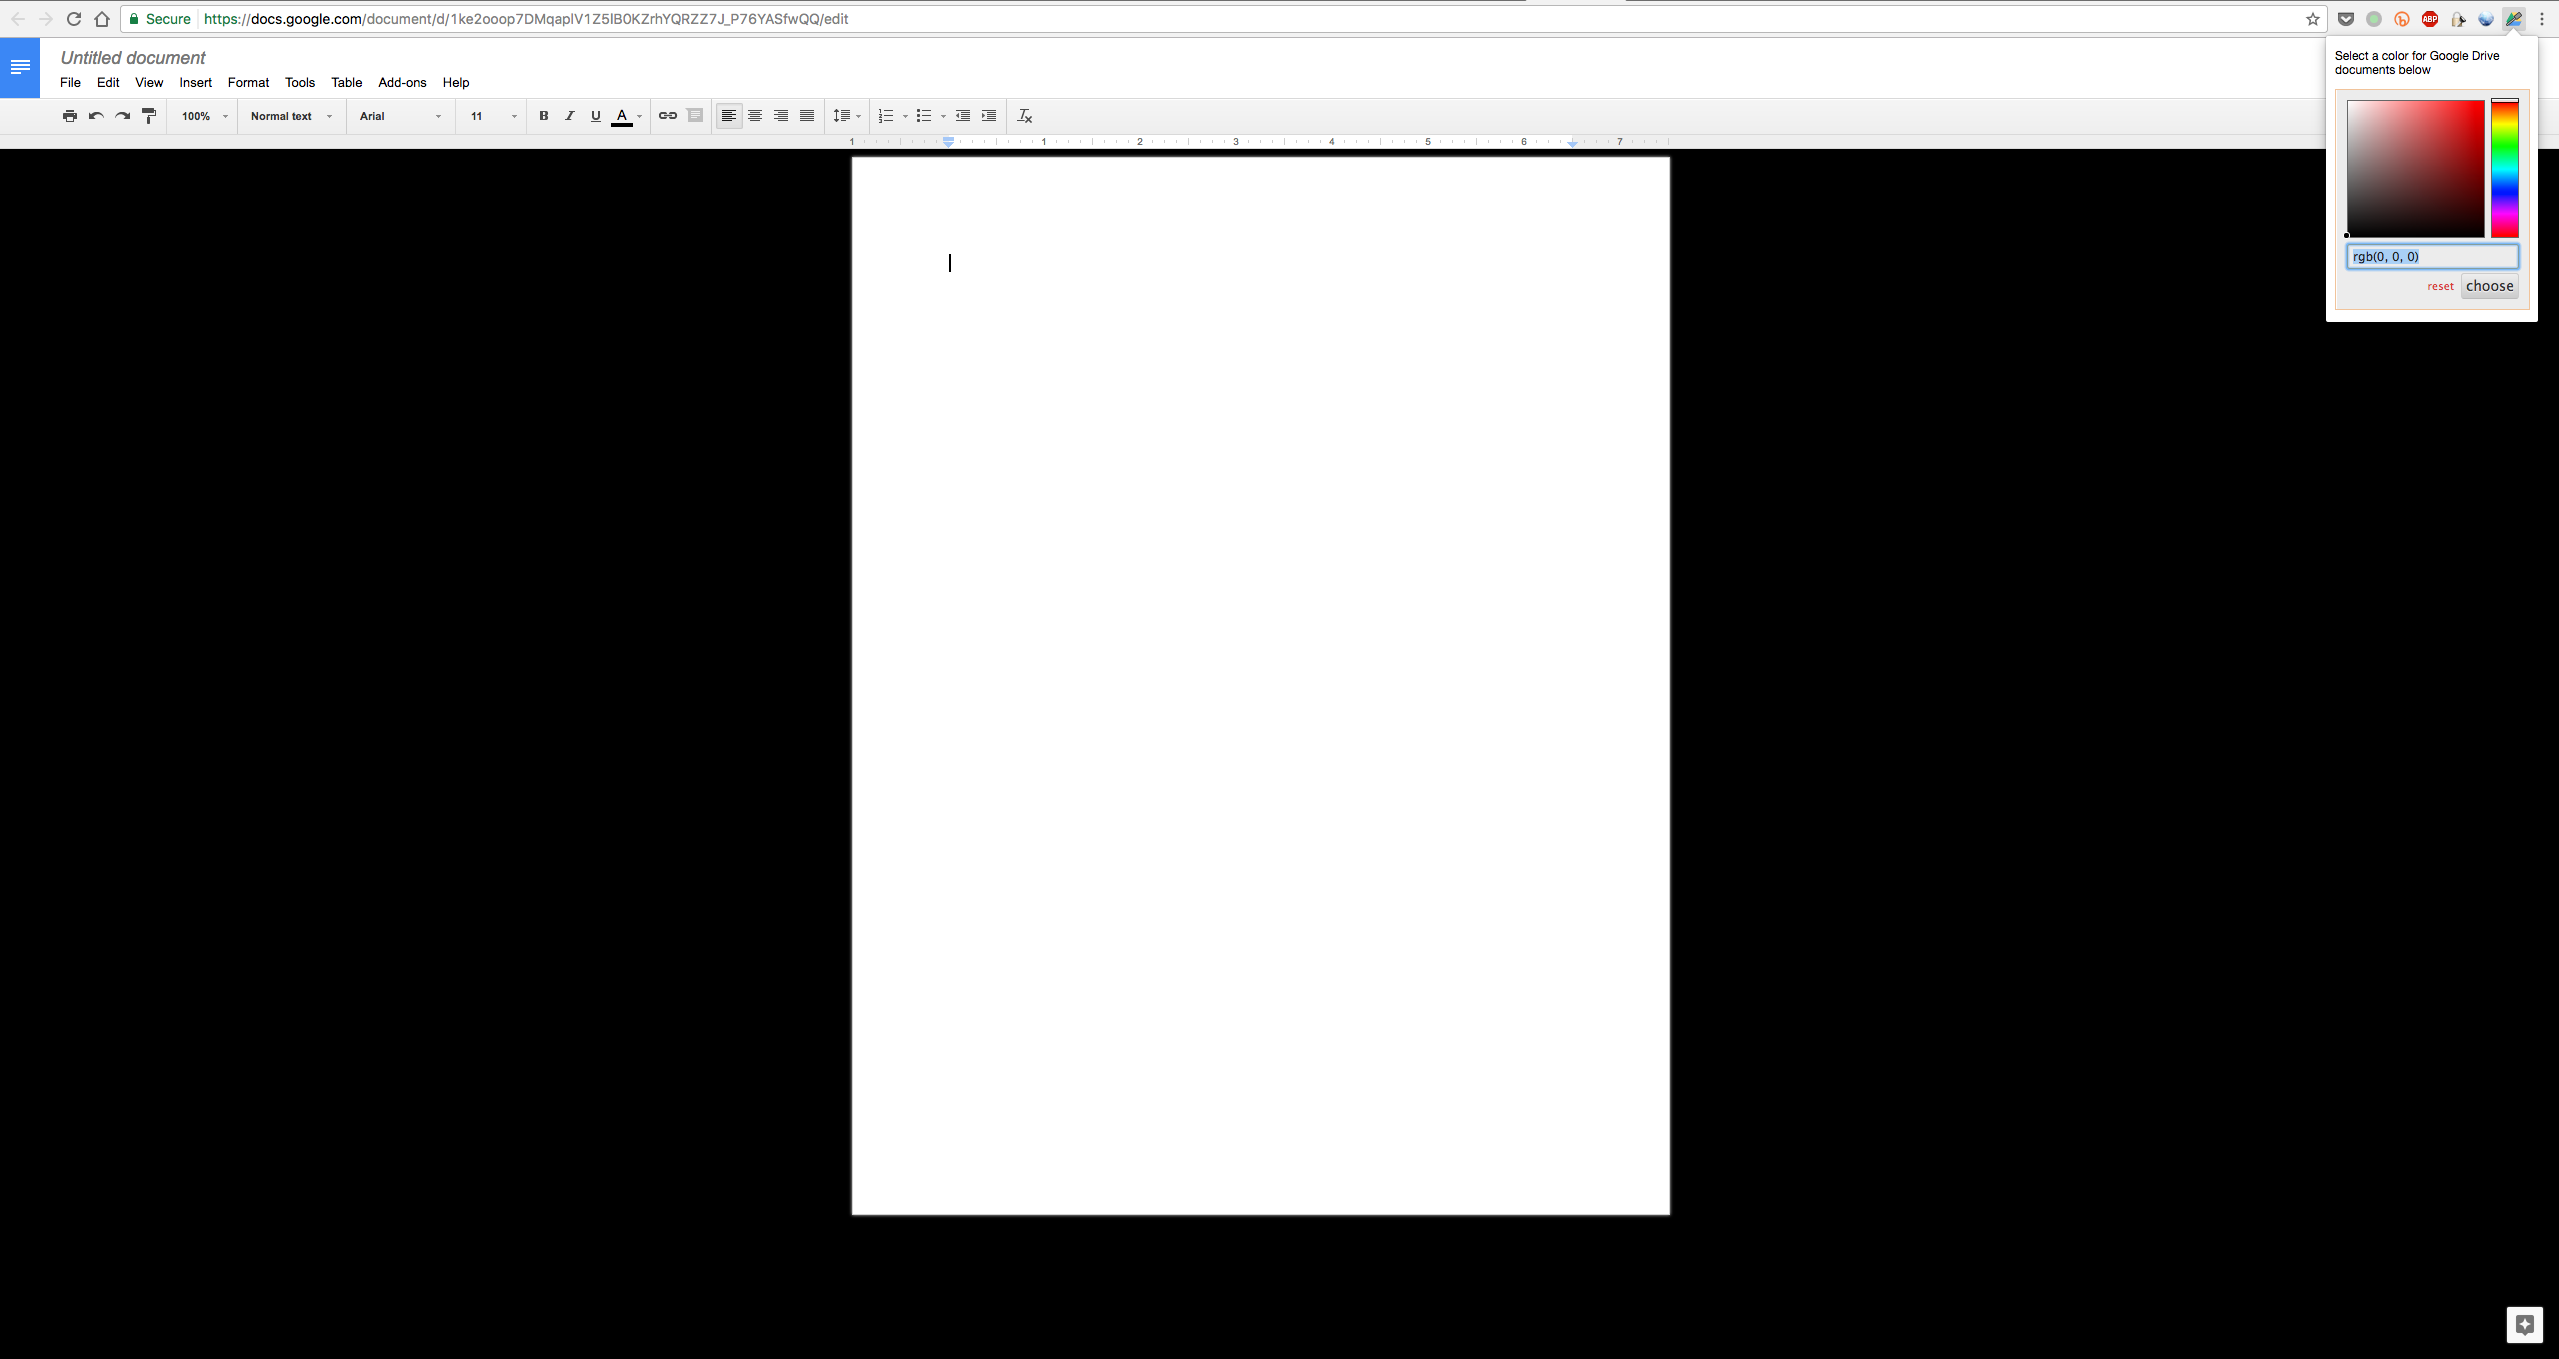 Secure https://docs.google.com/document/d/1ke2ooop7DMqaplV1Z5lB0KZrhYQRZZ7J_P76YASfwQQ/edit
ABP
Untitled document
File Edit View Insert Format Tools Table Add-ons Help
100% Normal text Arial 11 B I U A
1 1 2 3 4 5 6 7
Select a color for Google Drive
documents below
rgb(0, 0, 0)
reset choose